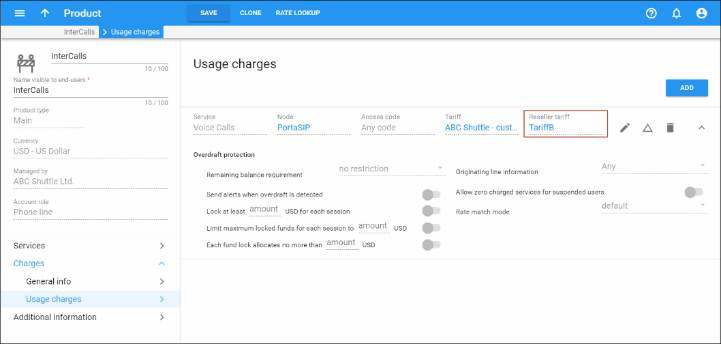 Product
SAVE
CLONE
RATE LOOKUP
InterCalls
Usage charges
InterCalls
10 / 100
Name visible to end-users *
InterCalls
10 / 100
Product type
Main
Currency
USD - US Dollar
Managed by
ABC Shuttle Ltd.
Account role
Phone line
Services
Charges
General info
Usage charges
Additional information
Usage charges
ADD
Service
Voice Calls
Node
PortaSIP
Access code
Any code
Tariff
ABC Shuttle - cust...
Reseller tariff
TariffB
Overdraft protection
Remaining balance requirement
no restriction
Send alerts when overdraft is detected
Lock at least amount USD for each session
Limit maximum locked funds for each session to amount USD
Each fund lock allocates no more than amount USD
Originating line information
Any
Allow zero charged services for suspended users
Rate match mode
default